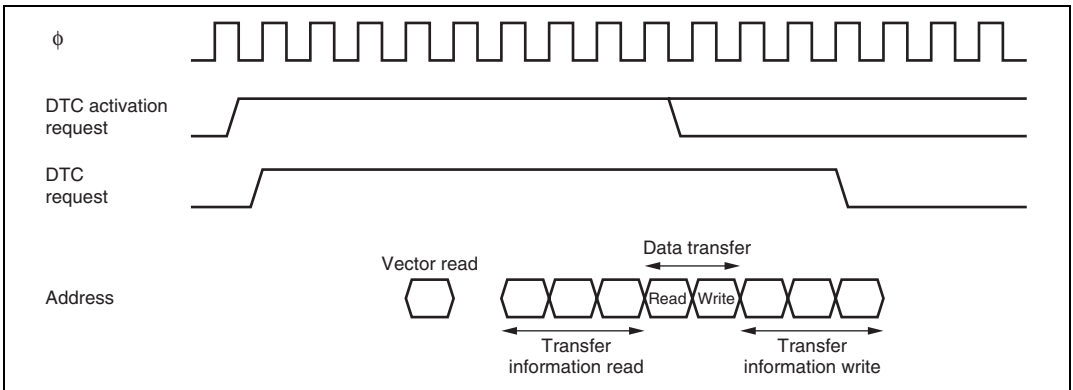 ϕ
DTC activation
request
DTC
request
Data transfer
Vector read
Address
Read Write
Transfer
information read
Transfer
information write